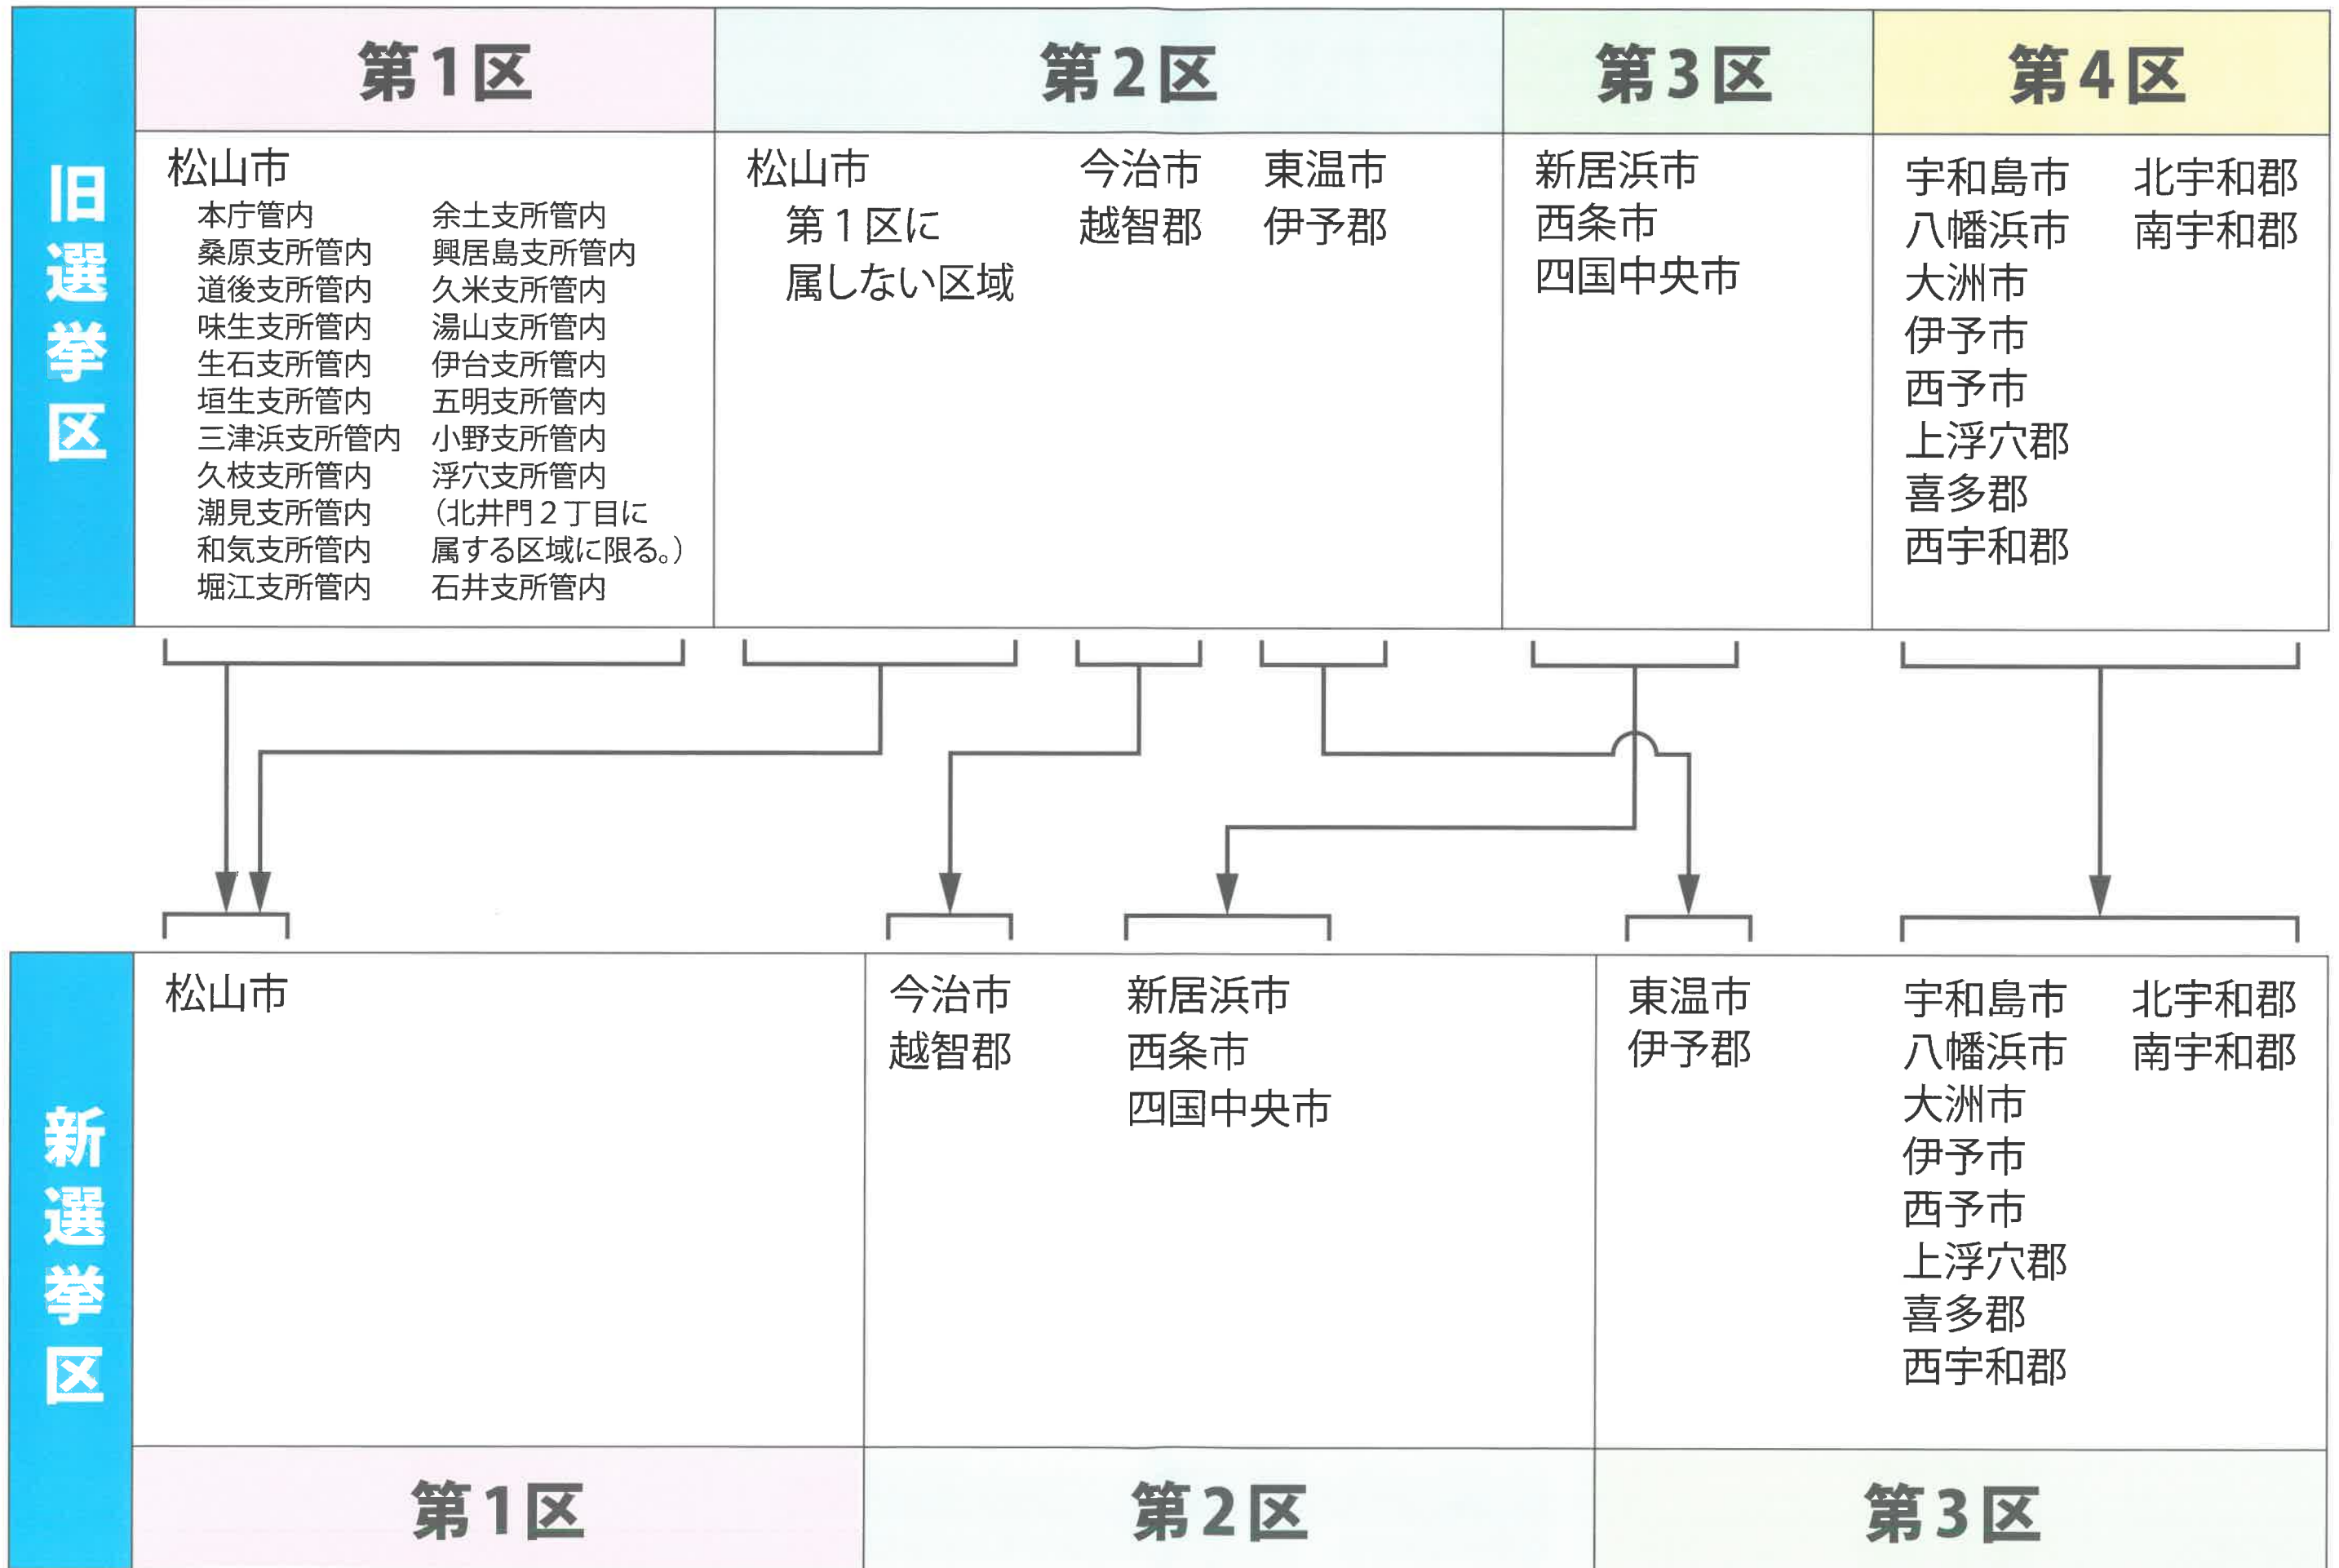 旧選挙区
第1区
松山市
本庁管内
桑原支所管内
道後支所管内
味生支所管内
生石支所管内
垣生支所管内
三津浜支所管内
久枝支所管内
潮見支所管内
和気支所管内
堀江支所管内
余土支所管内
興居島支所管内
久米支所管内
湯山支所管内
伊台支所管内
五明支所管内
小野支所管内
浮穴支所管内
（北井門２丁目に
属する区域に限る。）
石井支所管内
第2区
松山市
第１区に
属しない区域
今治市
越智郡
東温市
伊予郡
第3区
新居浜市
西条市
四国中央市
第4区
宇和島市
八幡浜市
大洲市
伊予市
西予市
上浮穴郡
喜多郡
西宇和郡
北宇和郡
南宇和郡
新選挙区
松山市
第1区
今治市
越智郡
新居浜市
西条市
四国中央市
第2区
東温市
伊予郡
宇和島市
八幡浜市
大洲市
伊予市
西予市
上浮穴郡
喜多郡
西宇和郡
北宇和郡
南宇和郡
第3区